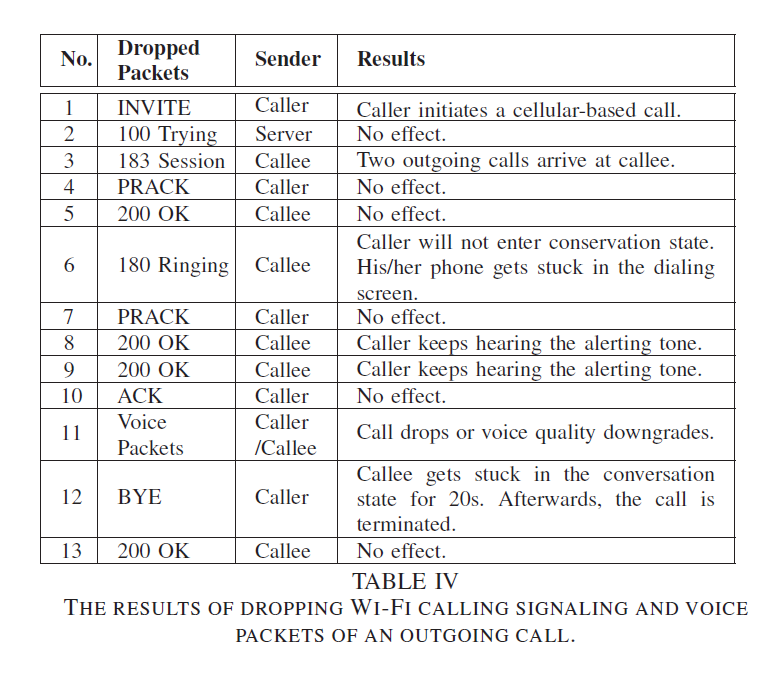 No. Dropped Packets Sender Results
1 INVITE Caller Caller initiates a cellular-based call.
2 100 Trying Server No effect.
3 183 Session Callee Two outgoing calls arrive at callee.
4 PRACK Caller No effect.
5 200 OK Callee No effect.
6 180 Ringing Callee Caller will not enter conservation state.
His/her phone gets stuck in the dialing
screen.
7 PRACK Caller No effect.
8 200 OK Callee Caller keeps hearing the alerting tone.
9 200 OK Callee Caller keeps hearing the alerting tone.
10 ACK Caller No effect.
11 Voice Packets Caller /Callee Call drops or voice quality downgrades.
12 BYE Caller Callee gets stuck in the conversation
state for 20s. Afterwards, the call is
terminated.
13 200 OK Callee No effect.
TABLE IV
THE RESULTS OF DROPPING WI-FI CALLING SIGNALING AND VOICE
PACKETS OF AN OUTGOING CALL.